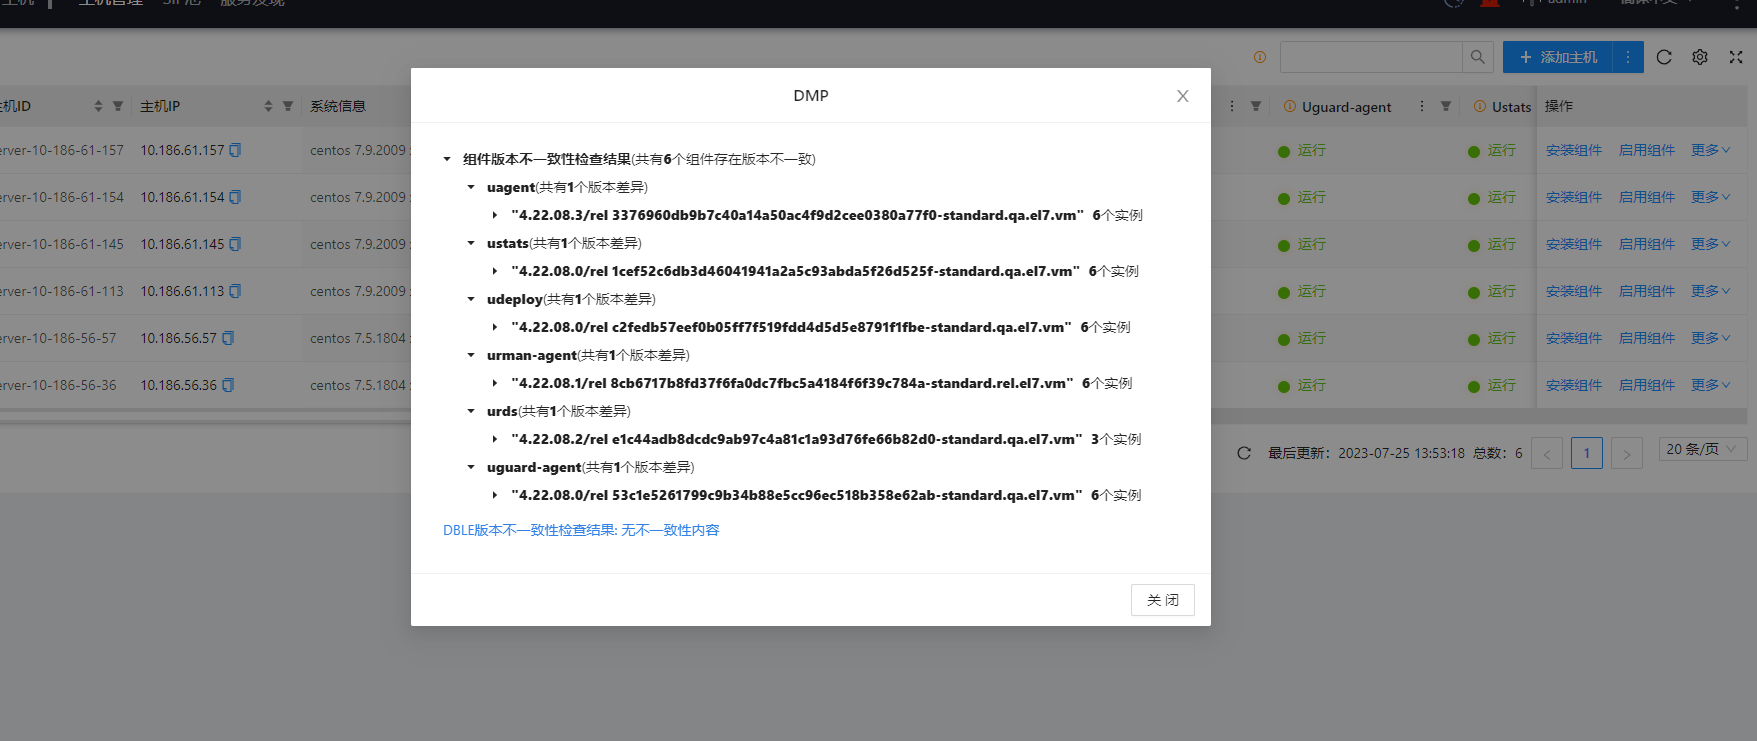 主机管理
admin
添加主机
主机ID
主机IP
系统信息
Uguard-agent
Ustats
操作
erver-10-186-61-157 10.186.61.157 centos 7.9.2009 运行 运行 安装组件 启用组件 更多
erver-10-186-61-154 10.186.61.154 centos 7.9.2009 运行 运行 安装组件 启用组件 更多
erver-10-186-61-145 10.186.61.145 centos 7.9.2009 运行 运行 安装组件 启用组件 更多
erver-10-186-61-113 10.186.61.113 centos 7.9.2009 运行 运行 安装组件 启用组件 更多
erver-10-186-56-57 10.186.56.57 centos 7.5.1804 运行 运行 安装组件 启用组件 更多
erver-10-186-56-36 10.186.56.36 centos 7.5.1804 运行 运行 安装组件 启用组件 更多
最后更新：2023-07-25 13:53:18 总数：6 < 1 > 20 条/页
DMP
组件版本不一致性检查结果(共有6个组件存在版本不一致)
uagent(共有1个版本差异)
"4.22.08.3/rel 3376960db9b7c40a14a50ac4f9d2cee0380a77f0-standard.qa.el7.vm" 6个实例
ustats(共有1个版本差异)
"4.22.08.0/rel 1cef52c6db3d46041941a2a5c93abda5f26d525f-standard.qa.el7.vm" 6个实例
udeploy(共有1个版本差异)
"4.22.08.0/rel c2fedb57eef0b05ff7f519fdd4d5d5e8791f1fbe-standard.qa.el7.vm" 6个实例
urman-agent(共有1个版本差异)
"4.22.08.1/rel 8cb6717b8fd37f6fa0dc7fbc5a4184f6f39c784a-standard.rel.el7.vm" 6个实例
urds(共有1个版本差异)
"4.22.08.2/rel e1c44adb8dcdc9ab97c4a81c1a93d76fe66b82d0-standard.qa.el7.vm" 3个实例
uguard-agent(共有1个版本差异)
"4.22.08.0/rel 53c1e5261799c9b34b88e5cc96ec518b358e62ab-standard.qa.el7.vm" 6个实例
DBLE版本不一致性检查结果: 无不一致性内容
关 闭